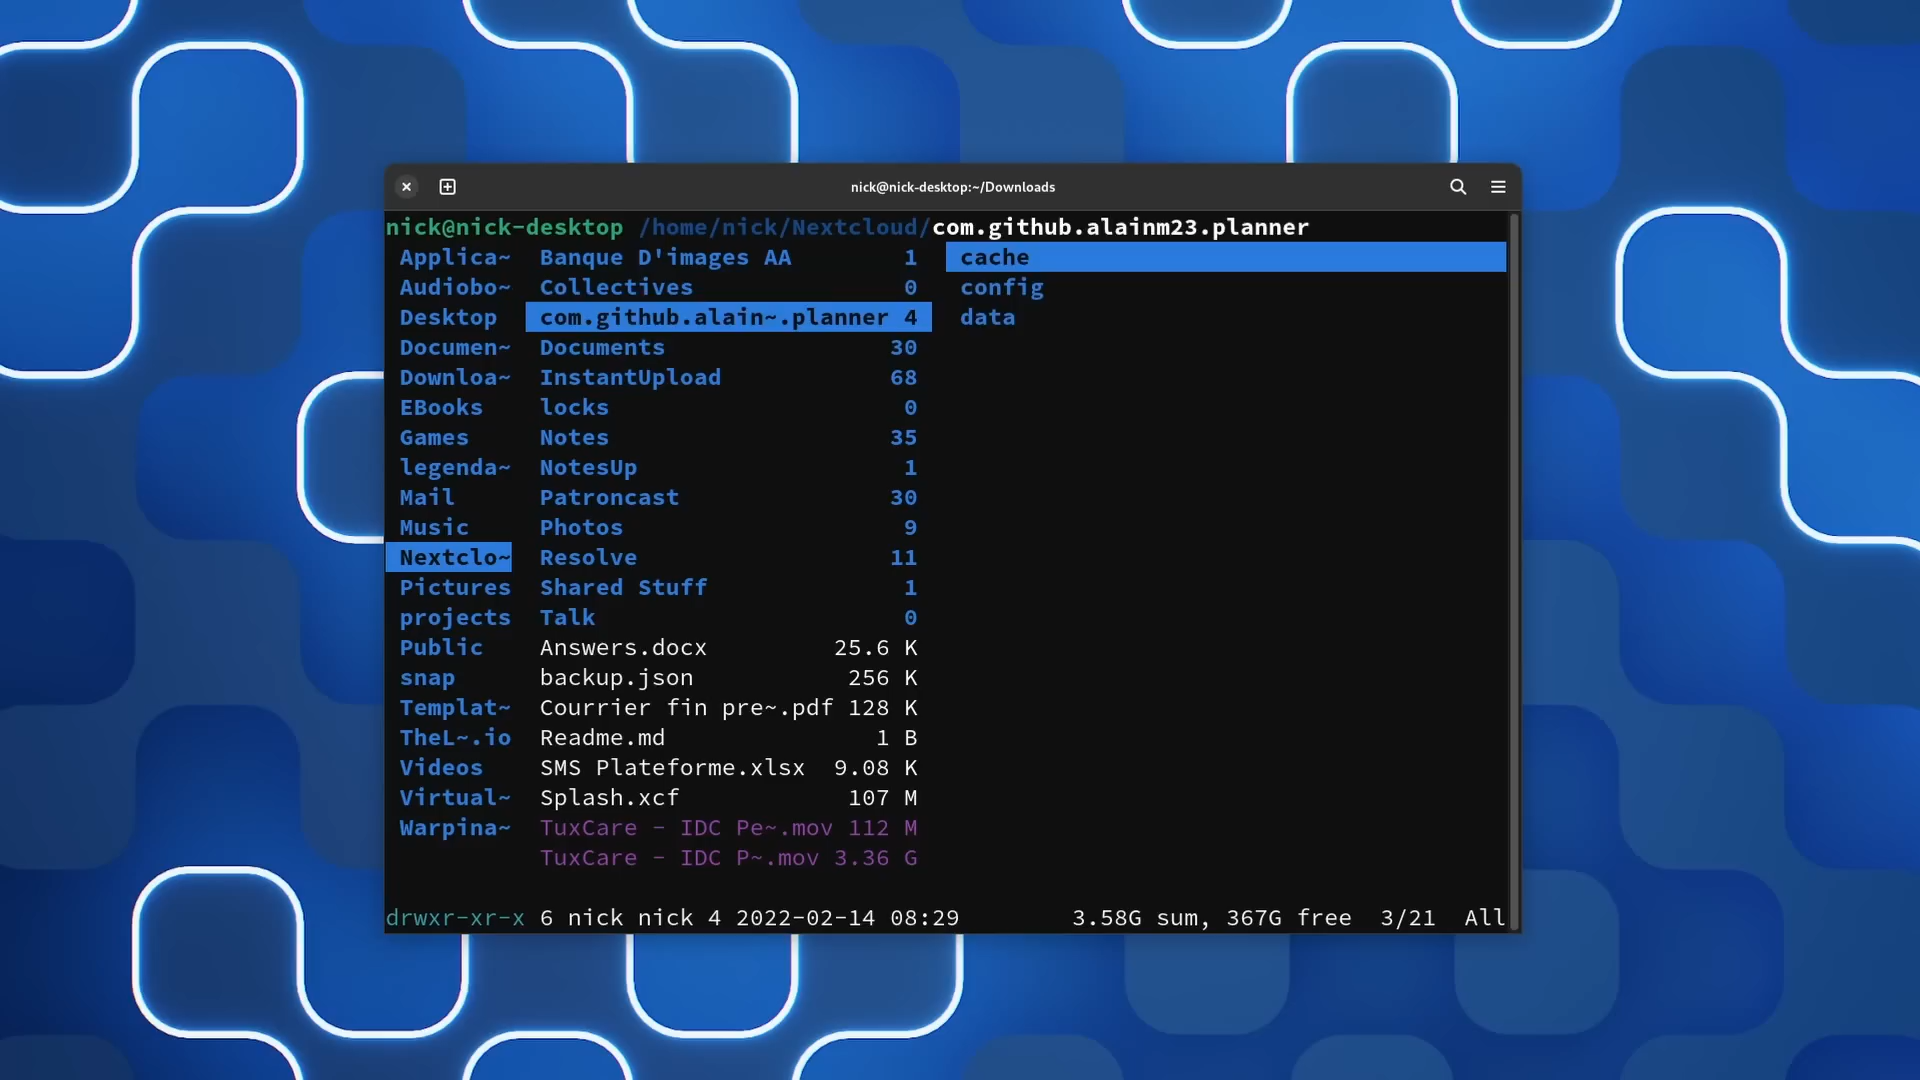 nick@nick-desktop:~/Downloads
nick@nick-desktop /home/nick/Nextcloud/com.github.alainm23.planner
Applica~ Banque D'images AA 1 cache
Audiobo~ Collectives 0 config
Desktop com.github.alain~.planner 4 data
Documen~ Documents 30
Downloa~ InstantUpload 68
EBooks locks 0
Games Notes 35
legenda~ NotesUp 1
Mail Patroncast 30
Music Photos 9
Nextclo~ Resolve 11
Pictures Shared Stuff 1
projects Talk 0
Public Answers.docx 25.6 K
snap backup.json 256 K
Templat~ Courrier fin pre~.pdf 128 K
TheL~.io Readme.md 1 B
Videos SMS Plateforme.xlsx 9.08 K
Virtual~ Splash.xcf 107 M
Warpina~ TuxCare - IDC Pe~.mov 112 M
TuxCare - IDC P~.mov 3.36 G
drwxr-xr-x 6 nick nick 4 2022-02-14 08:29 3.58G sum, 367G free 3/21 All